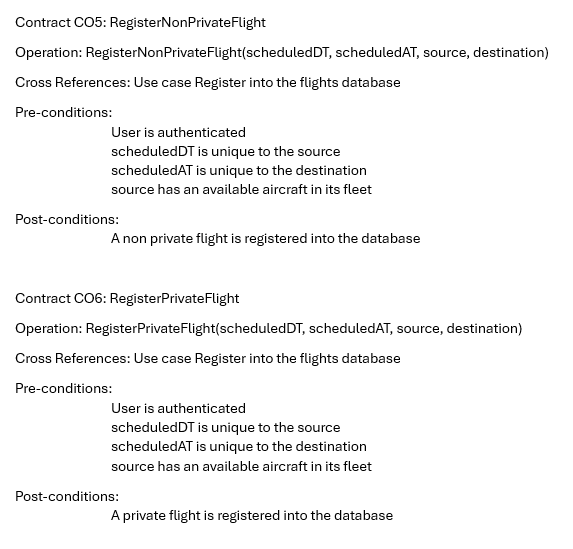 Contract CO5: RegisterNonPrivateFlight
Operation: RegisterNonPrivateFlight(scheduledDT, scheduledAT, source, destination)
Cross References: Use case Register into the flights database
Pre-conditions:
User is authenticated
scheduledDT is unique to the source
scheduledAT is unique to the destination
source has an available aircraft in its fleet
Post-conditions:
A non private flight is registered into the database
Contract CO6: RegisterPrivateFlight
Operation: RegisterPrivateFlight(scheduledDT, scheduledAT, source, destination)
Cross References: Use case Register into the flights database
Pre-conditions:
User is authenticated
scheduledDT is unique to the source
scheduledAT is unique to the destination
source has an available aircraft in its fleet
Post-conditions:
A private flight is registered into the database